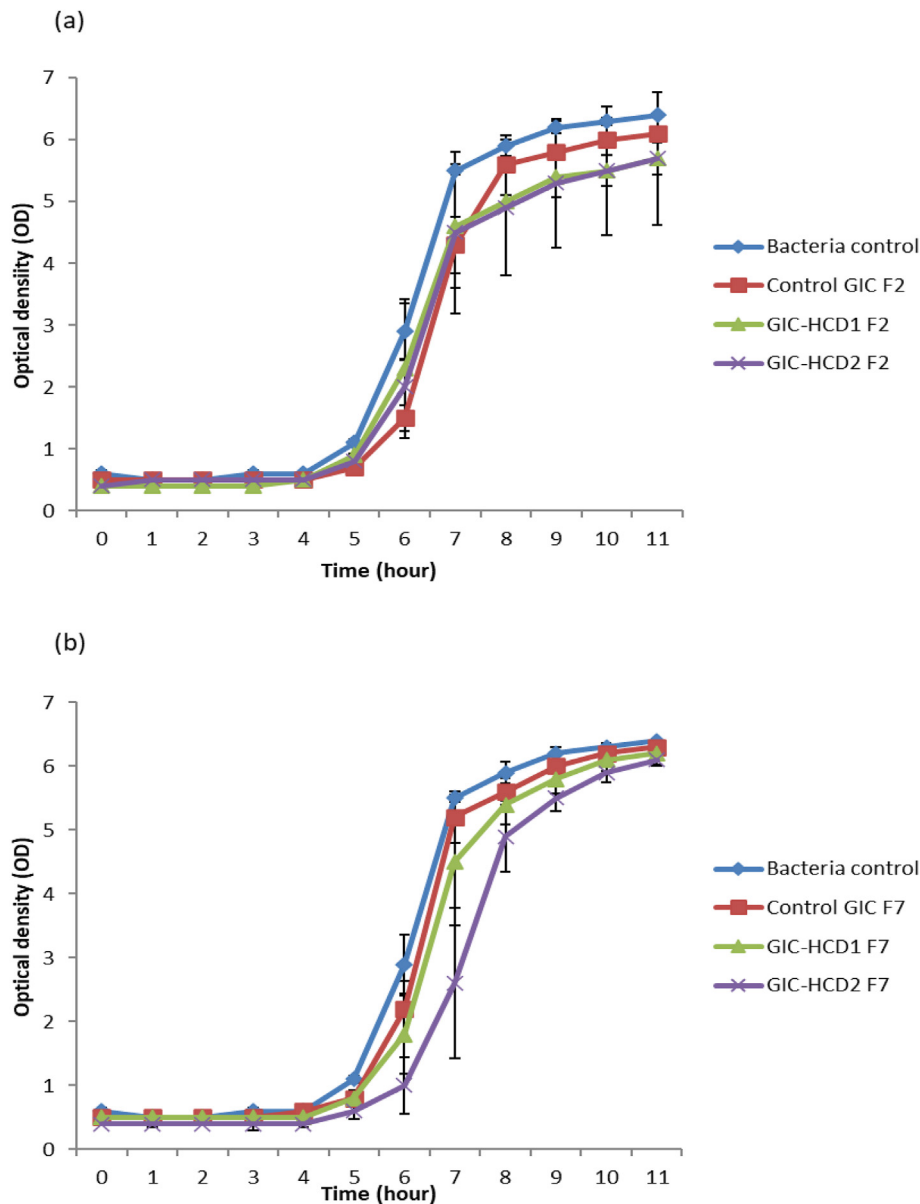 (a)
7
6
5
4
3
2
1
0
Optical densiity (OD)
0 1 2 3 4 5 6 7 8 9 10 11
Time (hour)
Bacteria control
Control GIC F2
GIC-HCD1 F2
GIC-HCD2 F2
(b)
7
6
5
4
3
2
1
0
Optical density (OD)
0 1 2 3 4 5 6 7 8 9 10 11
Time (hour)
Bacteria control
Control GIC F7
GIC-HCD1 F7
GIC-HCD2 F7